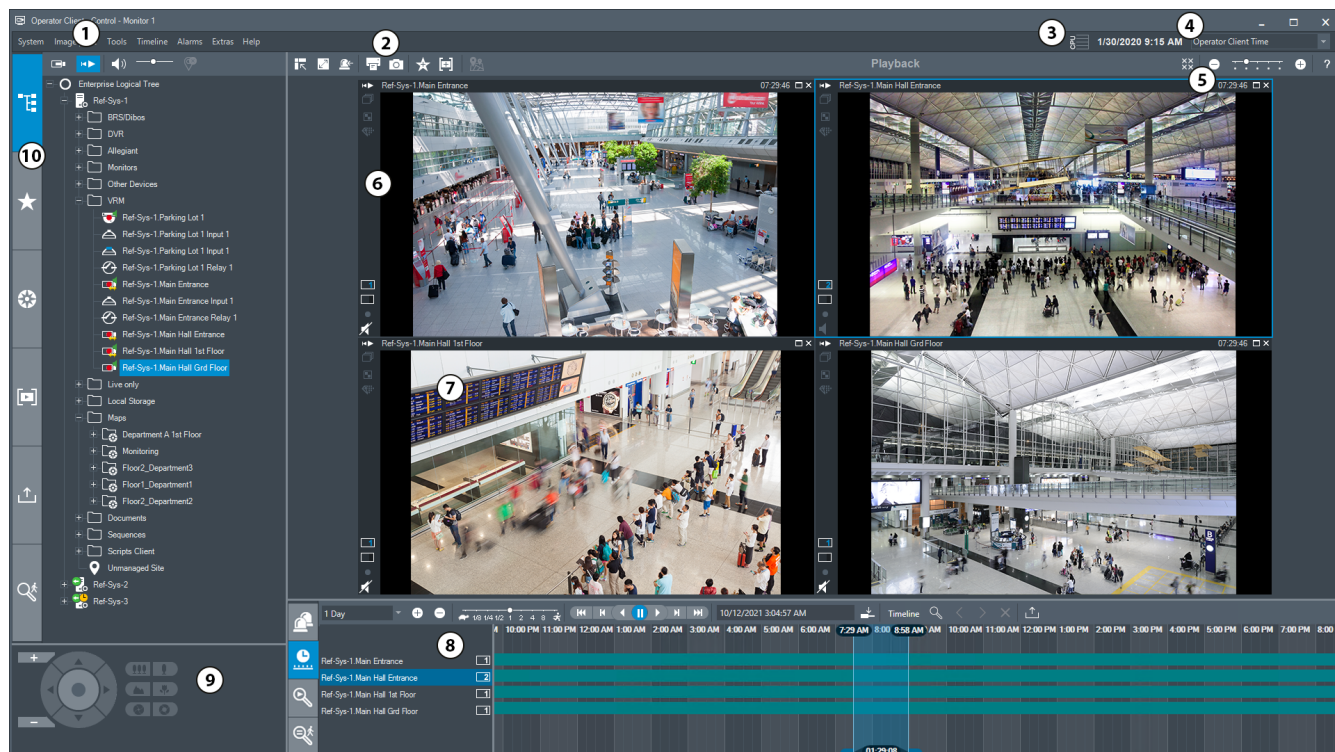 Operator Client - Control - Monitor 1
System Image Tools Timeline Alarms Extras Help
1
2
3
CPU
1/30/2020 9:15 AM
4
Operator Client Time
Playback
5
?
Enterprise Logical Tree
Ref-Sys-1
BRS/Dibos
DVR
Allegiant
Monitors
Other Devices
VRM
Ref-Sys-1.Parking Lot 1
Ref-Sys-1.Parking Lot 1 Input 1
Ref-Sys-1.Parking Lot 1 Input 1
Ref-Sys-1.Parking Lot 1 Relay 1
Ref-Sys-1.Main Entrance
Ref-Sys-1.Main Entrance Input 1
Ref-Sys-1.Main Entrance Relay 1
Ref-Sys-1.Main Hall Entrance
Ref-Sys-1.Main Hall 1st Floor
Ref-Sys-1.Main Hall Grd Floor
Live only
Local Storage
Maps
Department A 1st Floor
Monitoring
Floor2_Department3
Floor1_Department1
Floor2_Department2
Documents
Sequences
Scripts Client
Unmanaged Site
Ref-Sys-2
Ref-Sys-3
10
Ref-Sys-1.Main Entrance 07:29:46
6
1
Ref-Sys-1.Main Hall Entrance 07:29:46
2
Ref-Sys-1.Main Hall 1st Floor 07:29:46
7
1
Ref-Sys-1.Main Hall Grd Floor 07:29:46
1
B
9
1 Day
1/8 1/4 1/2 1 2 4 8
10/12/2021 3:04:57 AM
Timeline
8
M 10:00 PM 11:00 PM 12:00 AM 1:00 AM 2:00 AM 3:00 AM 4:00 AM 5:00 AM 6:00 AM 7:29 AM 8:00 8:58 AM AM 10:00 AM 11:00 AM 12:00 PM 1:00 PM 2:00 PM 3:00 PM 4:00 PM 5:00 PM 6:00 PM 7:00 PM 8:00
Ref-Sys-1.Main Entrance 1
Ref-Sys-1.Main Hall Entrance 2
Ref-Sys-1.Main Hall 1st Floor 1
Ref-Sys-1.Main Hall Grd Floor 1
01:29:08